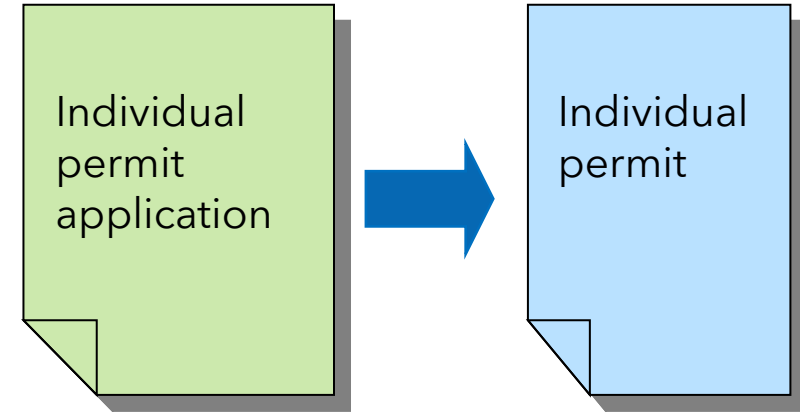 Individual
permit
application
Individual
permit